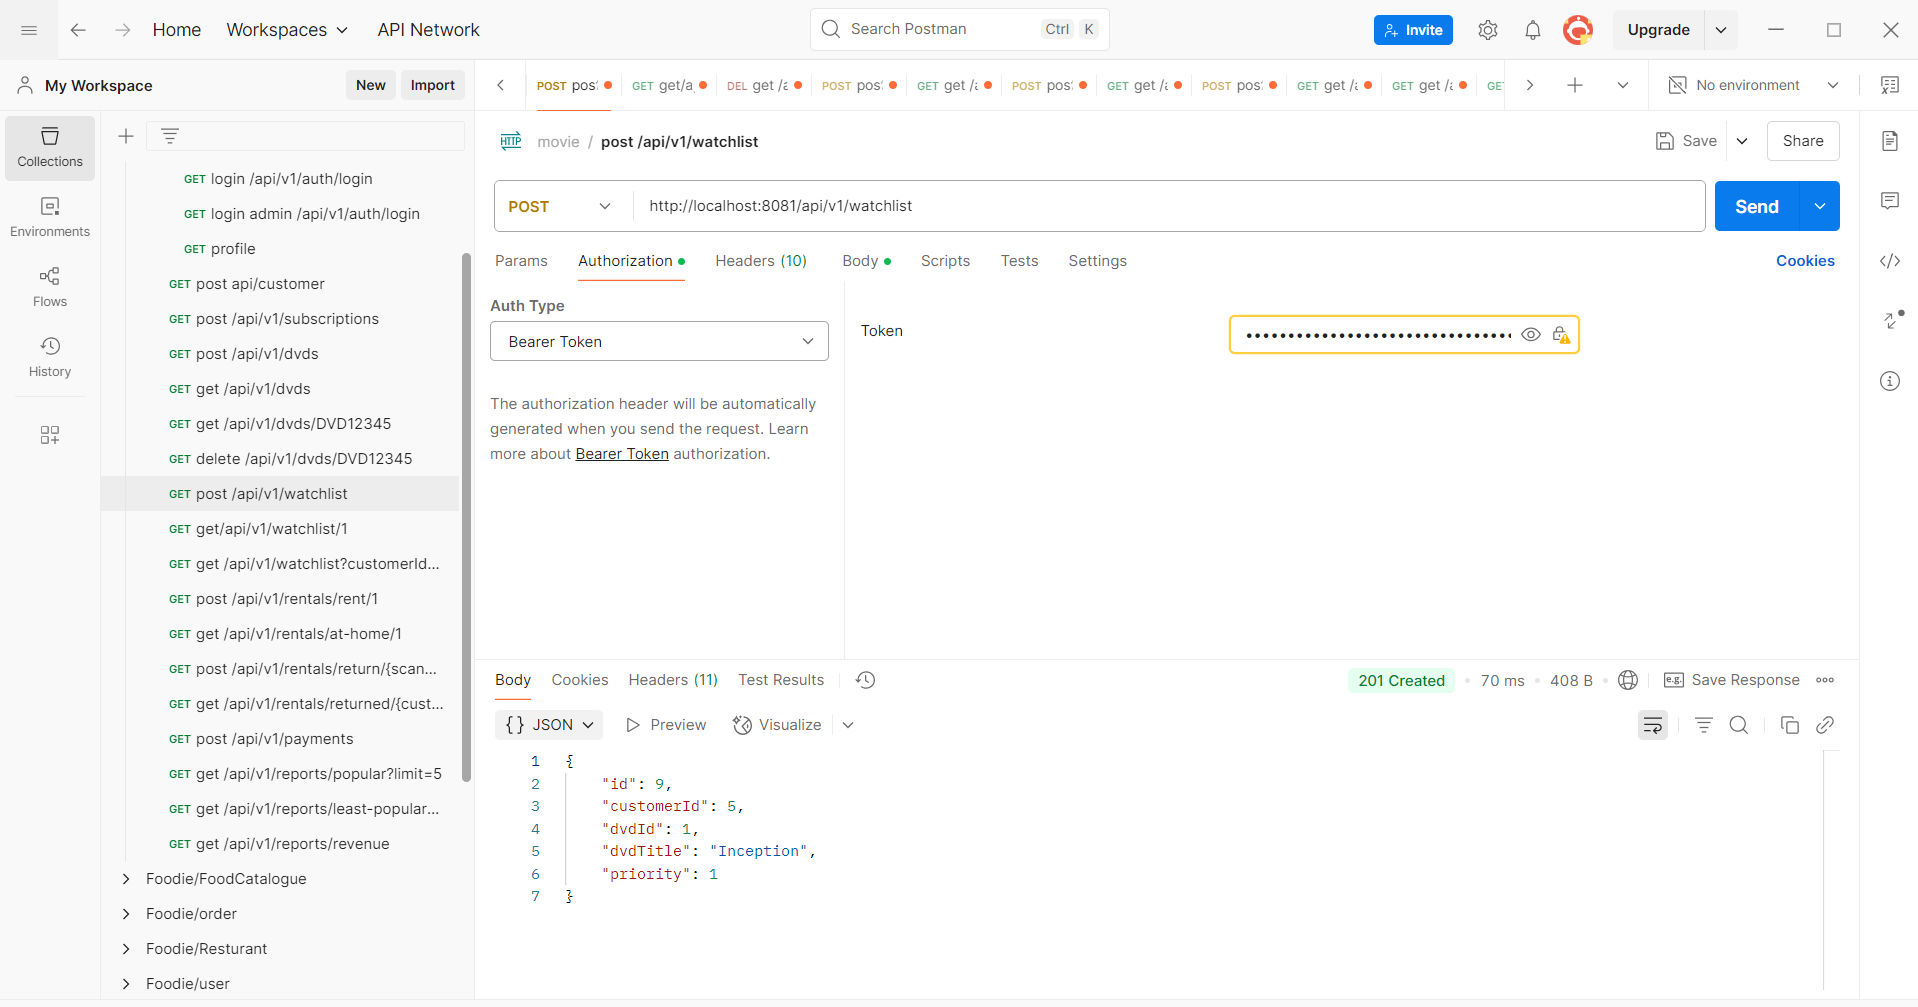 Home
Workspaces
API Network
Search Postman
Ctrl
K
Invite
Upgrade
My Workspace
New
Import
POST pos
GET get/a
DEL get /a
POST pos
GET get /a
POST pos
GET get /a
POST pos
GET get /a
GET get /a
GE
No environment
Collections
Environments
Flows
History
GET login /api/v1/auth/login
GET login admin /api/v1/auth/login
GET profile
GET post api/customer
GET post /api/v1/subscriptions
GET post /api/v1/dvds
GET get /api/v1/dvds
GET get /api/v1/dvds/DVD12345
GET delete /api/v1/dvds/DVD12345
GET post /api/v1/watchlist
GET get/api/v1/watchlist/1
GET get /api/v1/watchlist?customerId...
GET post /api/v1/rentals/rent/1
GET get /api/v1/rentals/at-home/1
GET post /api/v1/rentals/return/{scan...
GET get /api/v1/rentals/returned/{cust...
GET post /api/v1/payments
GET get /api/v1/reports/popular?limit=5
GET get /api/v1/reports/least-popular...
GET get /api/v1/reports/revenue
Foodie/FoodCatalogue
Foodie/order
Foodie/Resturant
Foodie/user
HTTP
movie / post /api/v1/watchlist
Save
Share
POST
http://localhost:8081/api/v1/watchlist
Send
Params
Authorization
Headers (10)
Body
Scripts
Tests
Settings
Cookies
Auth Type
Bearer Token
The authorization header will be automatically
generated when you send the request. Learn
more about Bearer Token authorization.
Token
Body
Cookies
Headers (11)
Test Results
201 Created
70 ms
408 B
e.g. Save Response
{} JSON
Preview
Visualize
1 {
2 "id": 9,
3 "customerId": 5,
4 "dvdId": 1,
5 "dvdTitle": "Inception",
6 "priority": 1
7 }